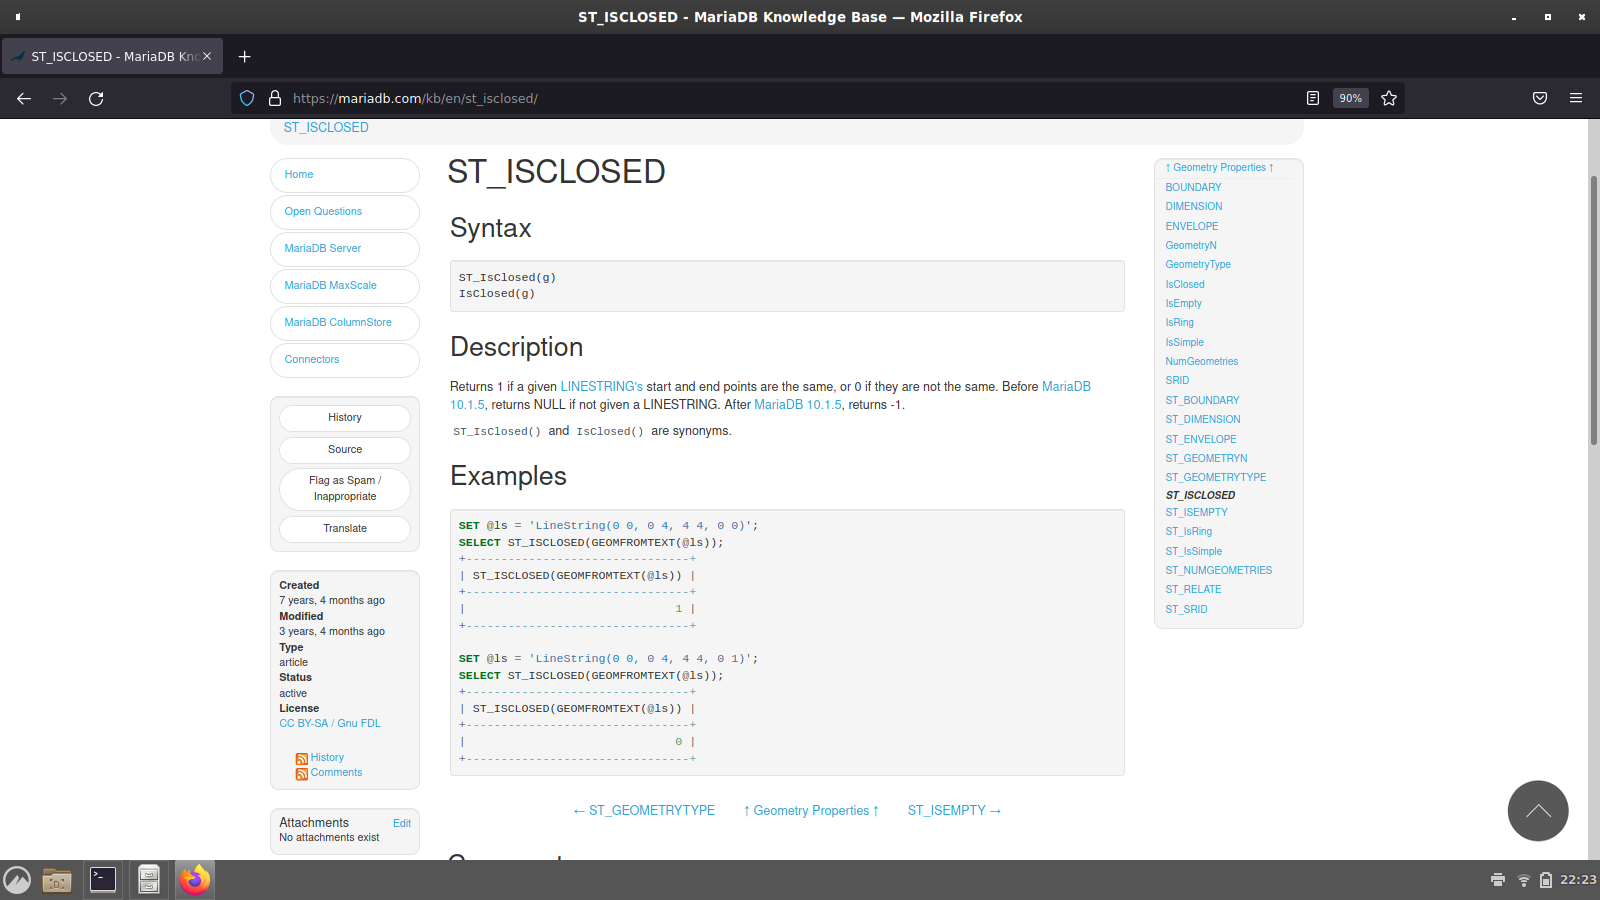 ST_ISCLOSED - MariaDB Knowledge Base — Mozilla Firefox
ST_ISCLOSED - MariaDB Kno
https://mariadb.com/kb/en/st_isclosed/
90%
ST_ISCLOSED
Home
Open Questions
MariaDB Server
MariaDB MaxScale
MariaDB ColumnStore
Connectors
History
Source
Flag as Spam /
Inappropriate
Translate
Created
7 years, 4 months ago
Modified
3 years, 4 months ago
Type
article
Status
active
License
CC BY-SA / Gnu FDL
History
Comments
Attachments
Edit
No attachments exist
ST_ISCLOSED
Syntax
ST_IsClosed(g)
IsClosed(g)
Description
Returns 1 if a given LINESTRING's start and end points are the same, or 0 if they are not the same. Before MariaDB
10.1.5, returns NULL if not given a LINESTRING. After MariaDB 10.1.5, returns -1.
ST_IsClosed() and IsClosed() are synonyms.
Examples
SET @ls = 'LineString(0 0, 0 4, 4 4, 0 0)';
SELECT ST_ISCLOSED(GEOMFROMTEXT(@ls));
+--------------------------------+
| ST_ISCLOSED(GEOMFROMTEXT(@ls)) |
+--------------------------------+
|                              1 |
+--------------------------------+
SET @ls = 'LineString(0 0, 0 4, 4 4, 0 1)';
SELECT ST_ISCLOSED(GEOMFROMTEXT(@ls));
+--------------------------------+
| ST_ISCLOSED(GEOMFROMTEXT(@ls)) |
+--------------------------------+
|                              0 |
+--------------------------------+
← ST_GEOMETRYTYPE
↑ Geometry Properties ↑
ST_ISEMPTY →
↑ Geometry Properties ↑
BOUNDARY
DIMENSION
ENVELOPE
GeometryN
GeometryType
IsClosed
IsEmpty
IsRing
IsSimple
NumGeometries
SRID
ST_BOUNDARY
ST_DIMENSION
ST_ENVELOPE
ST_GEOMETRYN
ST_GEOMETRYTYPE
ST_ISCLOSED
ST_ISEMPTY
ST_IsRing
ST_IsSimple
ST_NUMGEOMETRIES
ST_RELATE
ST_SRID
22:23